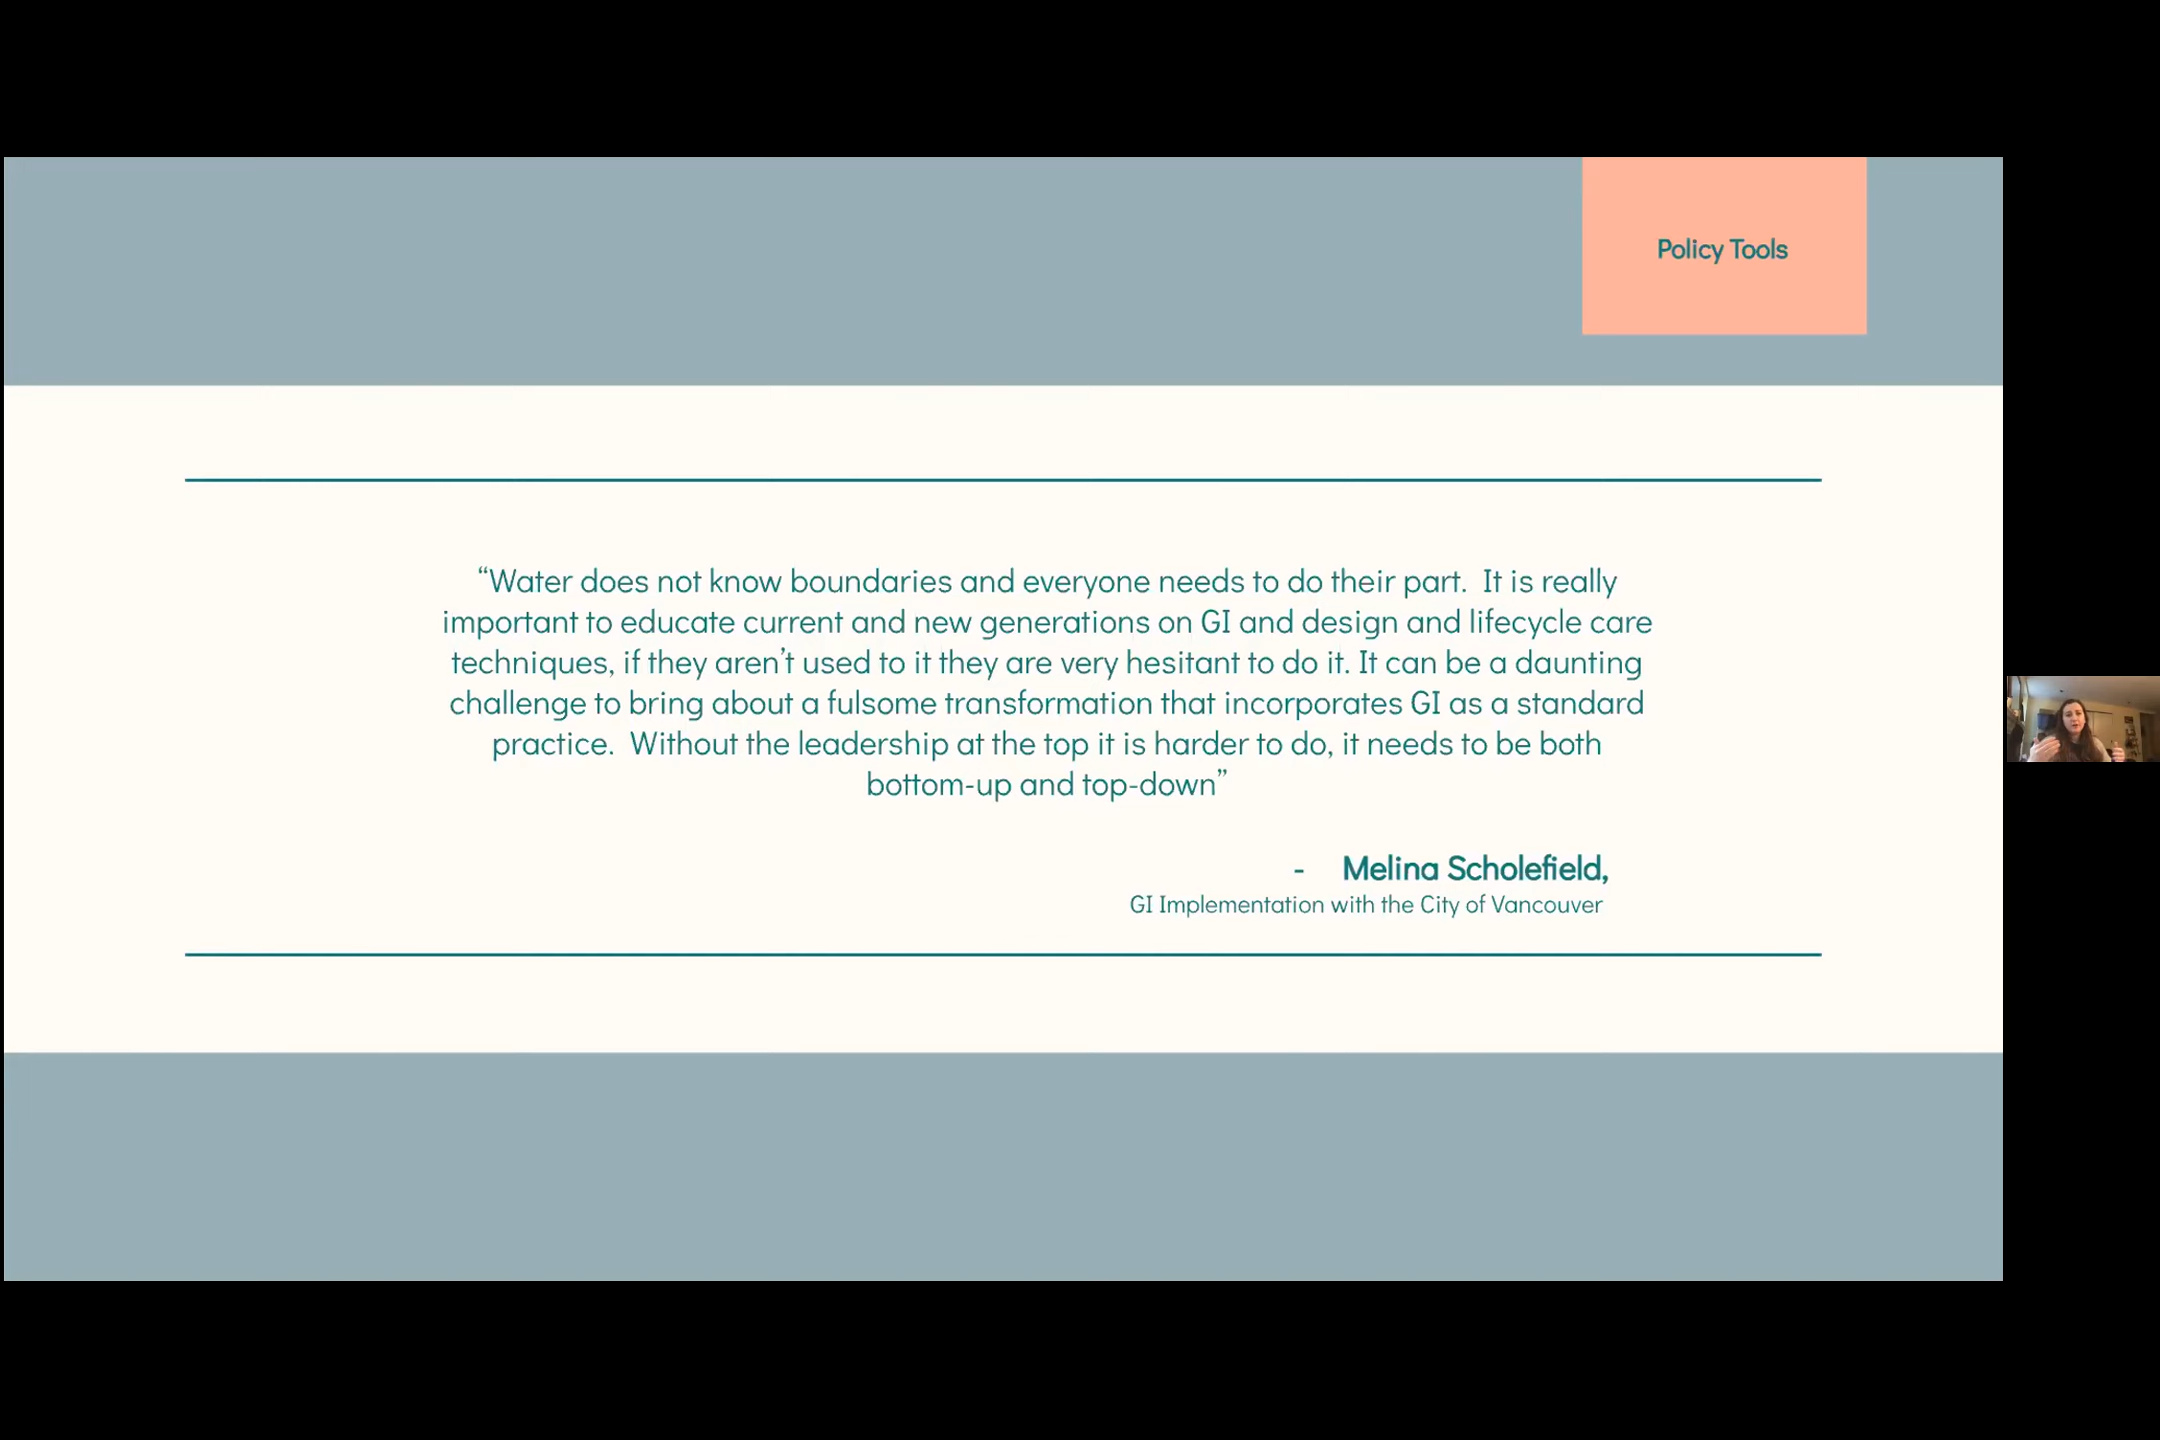 Policy Tools
“Water does not know boundaries and everyone needs to do their part.  It is really
important to educate current and new generations on GI and design and lifecycle care
techniques, if they aren’t used to it they are very hesitant to do it. It can be a daunting
challenge to bring about a fulsome transformation that incorporates GI as a standard
practice.  Without the leadership at the top it is harder to do, it needs to be both
bottom-up and top-down”
- Melina Scholefield,
GI Implementation with the City of Vancouver